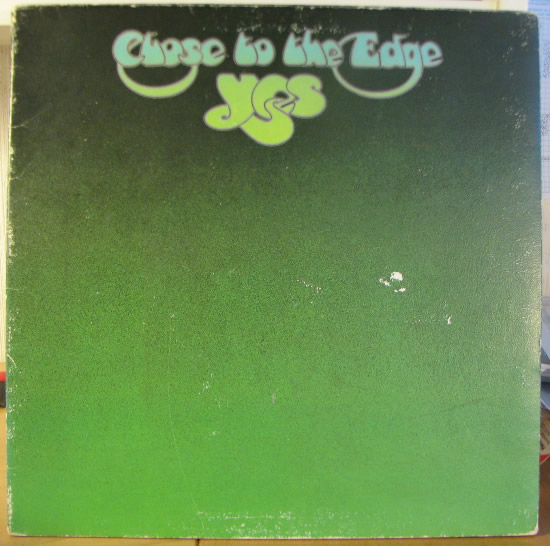 Close to the Edge
yes